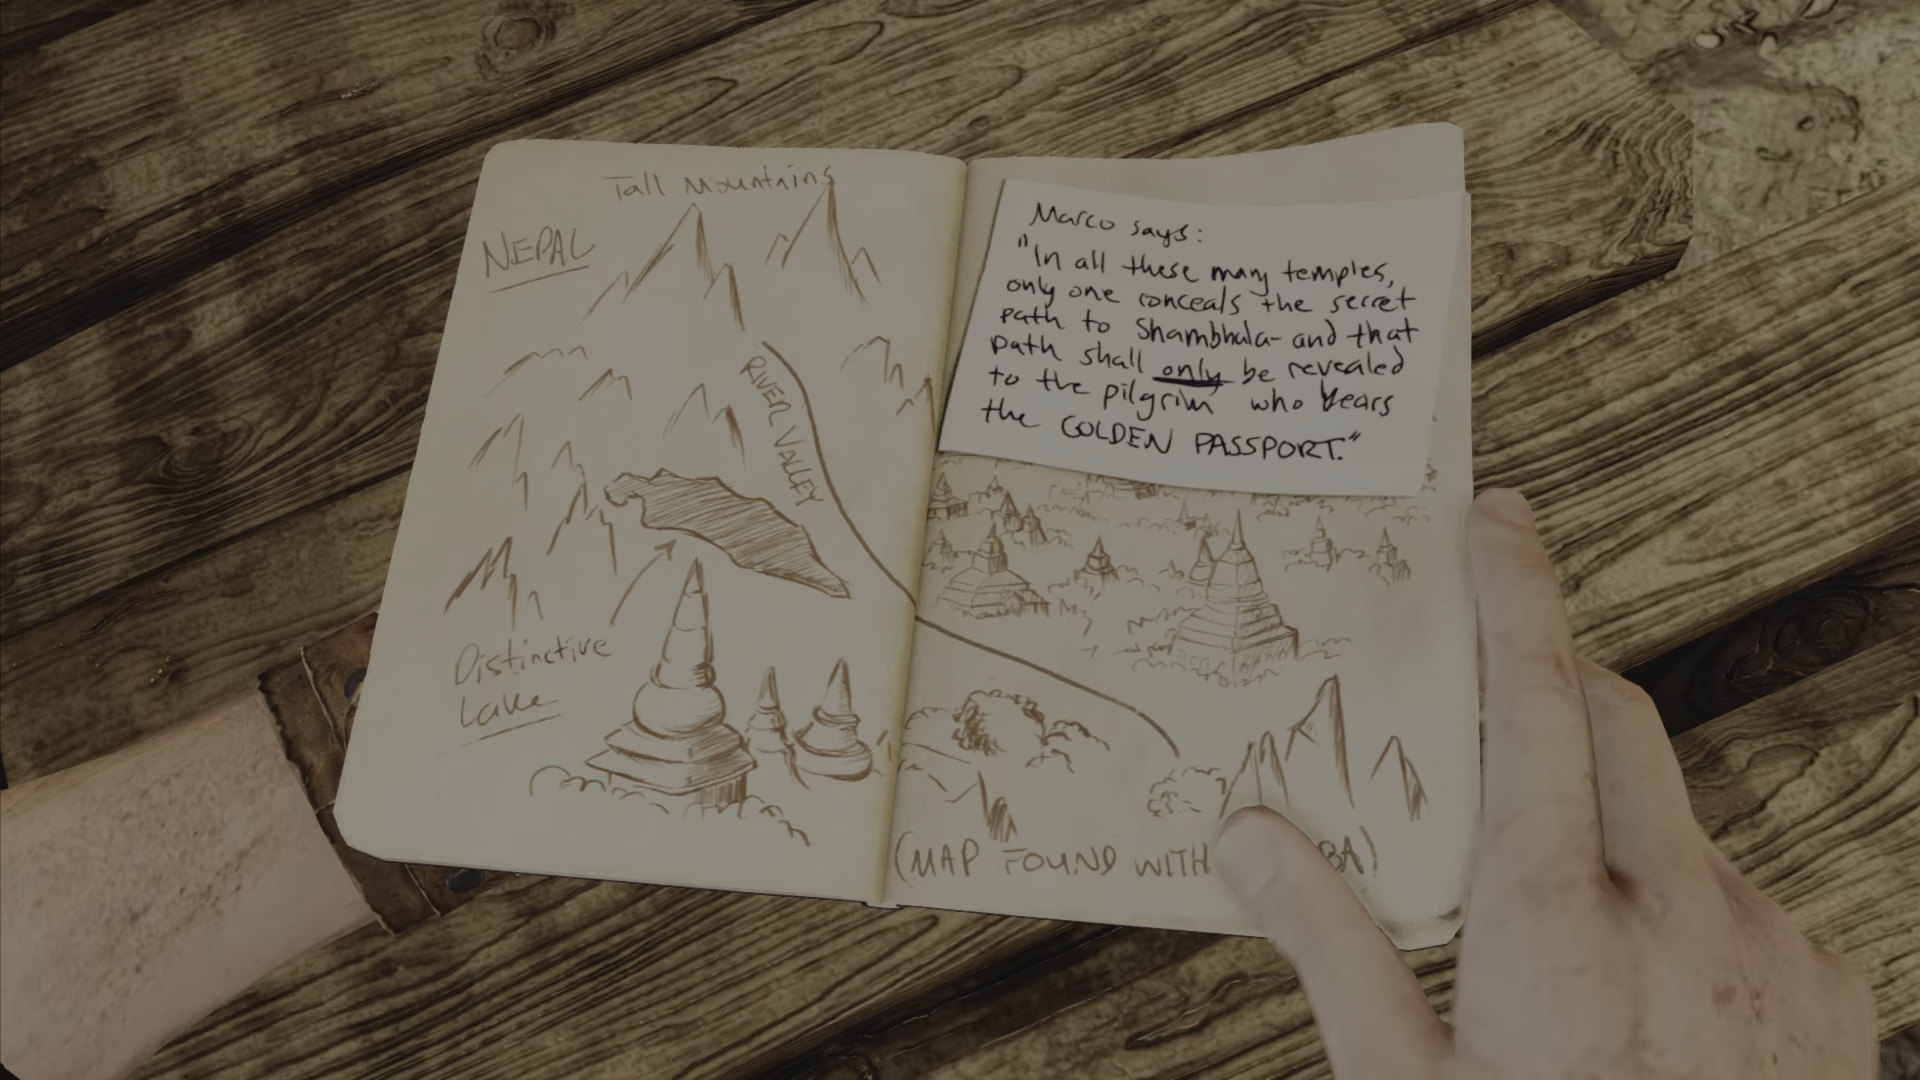 Tall Mountains
NEPAL
RIVER VALLEY
Distinctive
Lake
Marco says:
"In all these many temples,
only one conceals the secret
path to Shambhala- and that
path shall only be revealed
to the pilgrim who bears
the GOLDEN PASSPORT."
(MAP FOUND WITH BA)